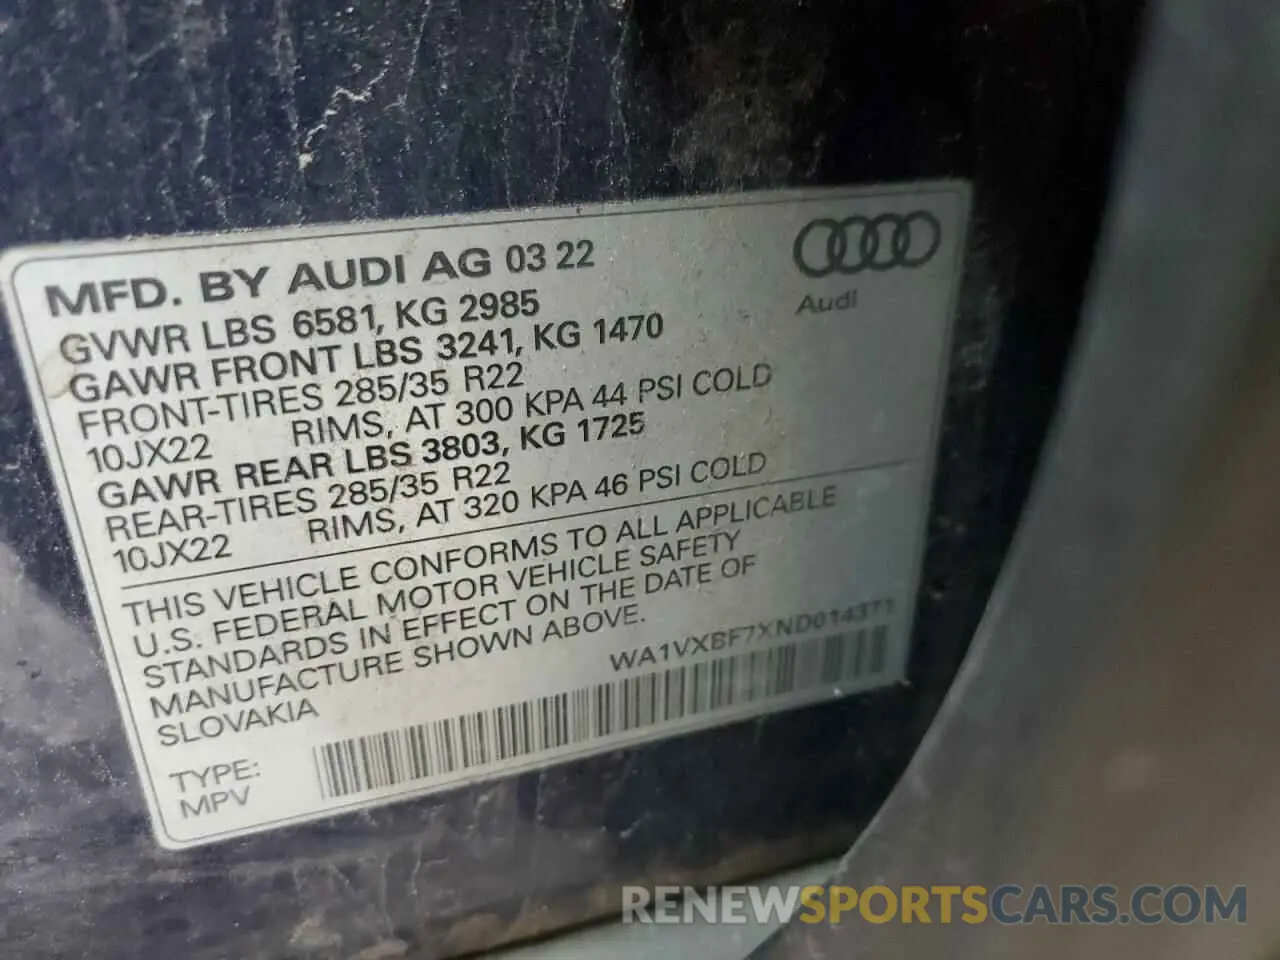 MFD. BY AUDI AG 03 22
GVWR LBS 6581, KG 2985
GAWR FRONT LBS 3241, KG 1470
FRONT-TIRES 285/35 R22
10JX22 RIMS, AT 300 KPA 44 PSI COLD
GAWR REAR LBS 3803, KG 1725
REAR-TIRES 285/35 R22
10JX22 RIMS, AT 320 KPA 46 PSI COLD
THIS VEHICLE CONFORMS TO ALL APPLICABLE
U.S. FEDERAL MOTOR VEHICLE SAFETY
STANDARDS IN EFFECT ON THE DATE OF
MANUFACTURE SHOWN ABOVE.
SLOVAKIA
WA1VXBF7XND014371
TYPE:
MPV
Audi
RENEWSPORTSCARS.COM